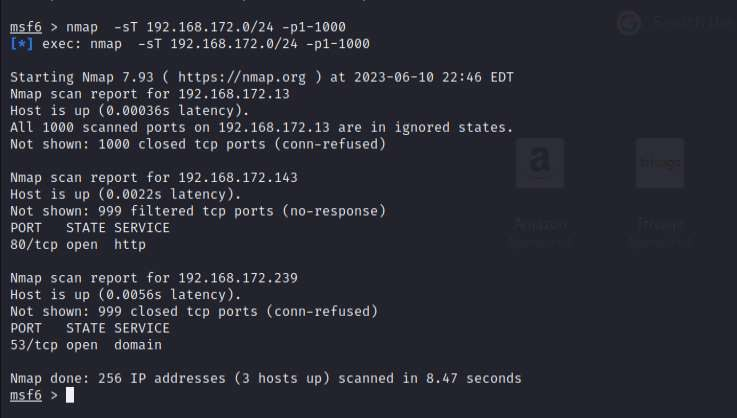 msf6 > nmap  -sT 192.168.172.0/24 -p1-1000
[*] exec: nmap  -sT 192.168.172.0/24 -p1-1000

Starting Nmap 7.93 ( https://nmap.org ) at 2023-06-10 22:46 EDT
Nmap scan report for 192.168.172.13
Host is up (0.00036s latency).
All 1000 scanned ports on 192.168.172.13 are in ignored states.
Not shown: 1000 closed tcp ports (conn-refused)

Nmap scan report for 192.168.172.143
Host is up (0.0022s latency).
Not shown: 999 filtered tcp ports (no-response)
PORT   STATE SERVICE
80/tcp open  http

Nmap scan report for 192.168.172.239
Host is up (0.0056s latency).
Not shown: 999 closed tcp ports (conn-refused)
PORT   STATE SERVICE
53/tcp open  domain

Nmap done: 256 IP addresses (3 hosts up) scanned in 8.47 seconds
msf6 >
Search the
Amazon